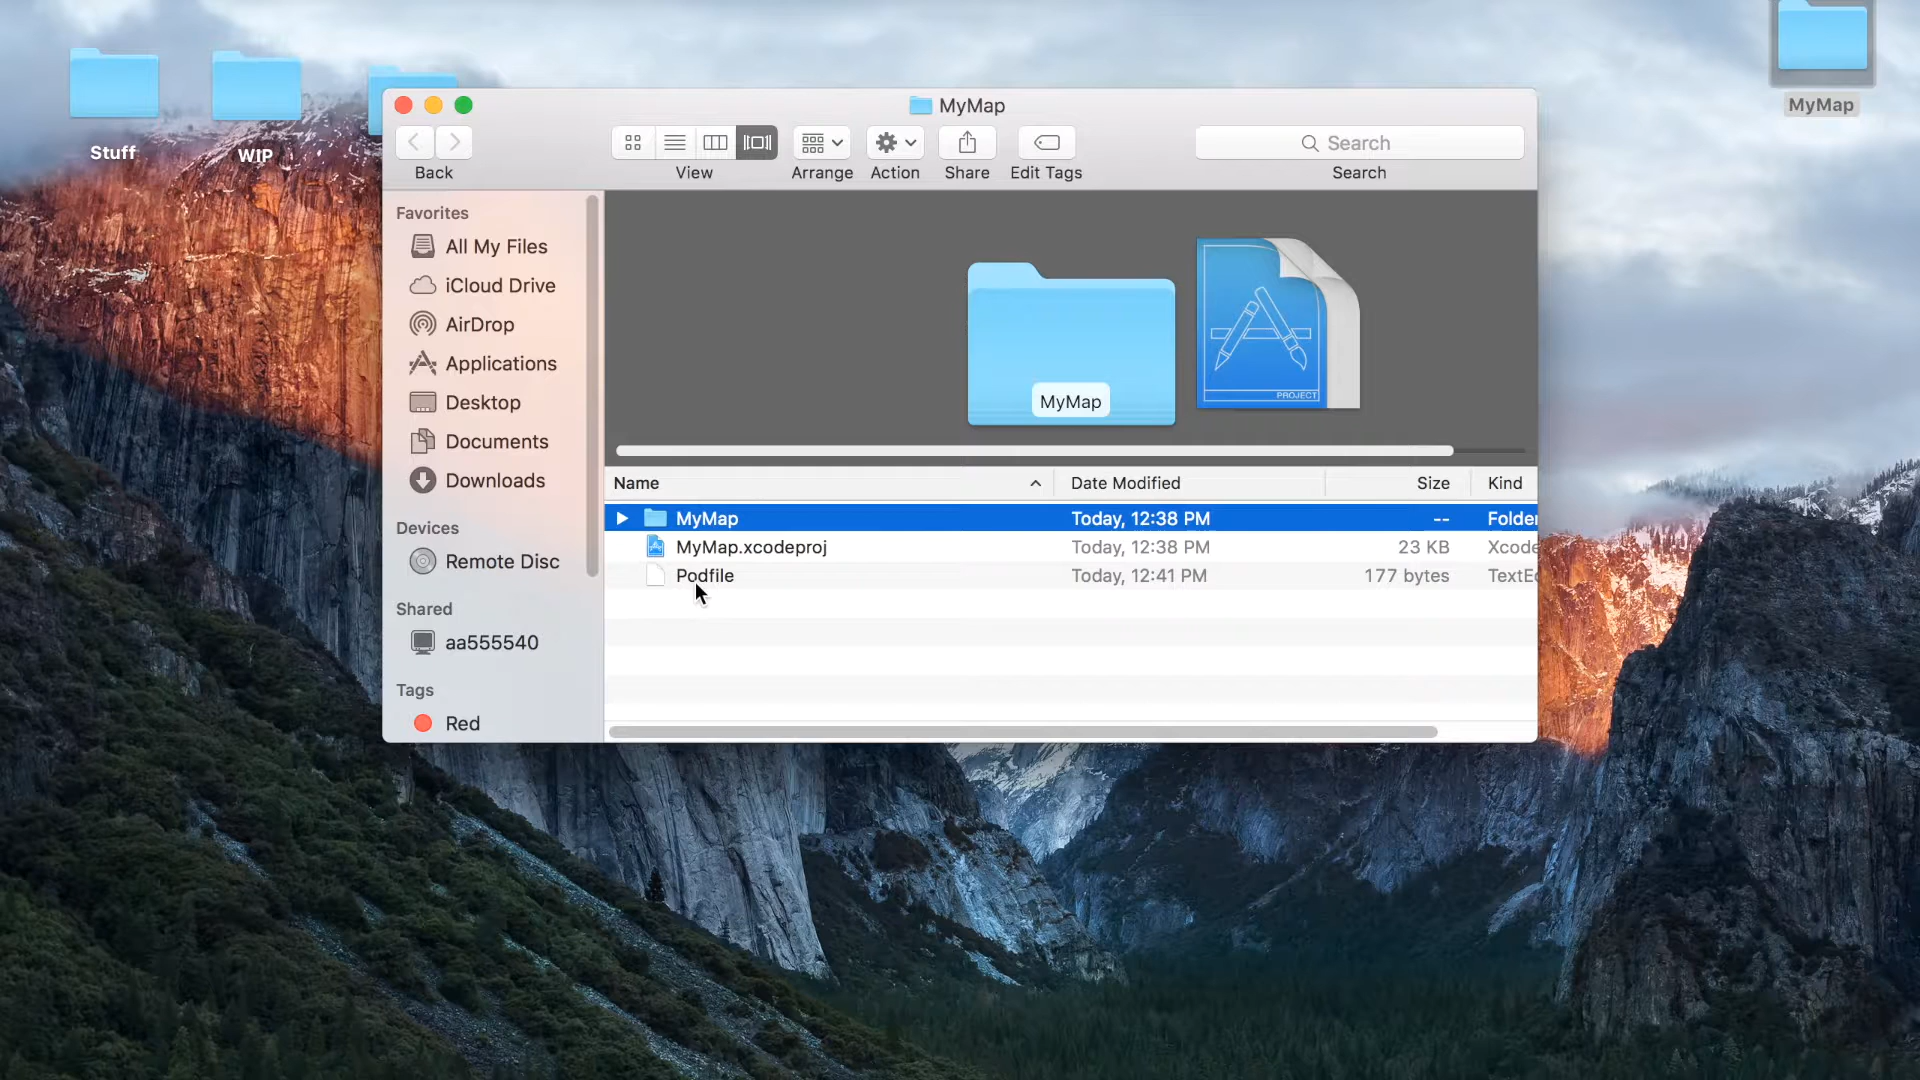 Stuff
WIP
MyMap
MyMap
Back
View
Arrange
Action
Share
Edit Tags
Search
Search
Favorites
All My Files
iCloud Drive
AirDrop
Applications
Desktop
Documents
Downloads
Devices
Remote Disc
Shared
aa555540
Tags
Red
MyMap
PROJECT
Name Date Modified Size Kind
MyMap Today, 12:38 PM -- Folder
MyMap.xcodeproj Today, 12:38 PM 23 KB Xcode
Podfile Today, 12:41 PM 177 bytes TextEd